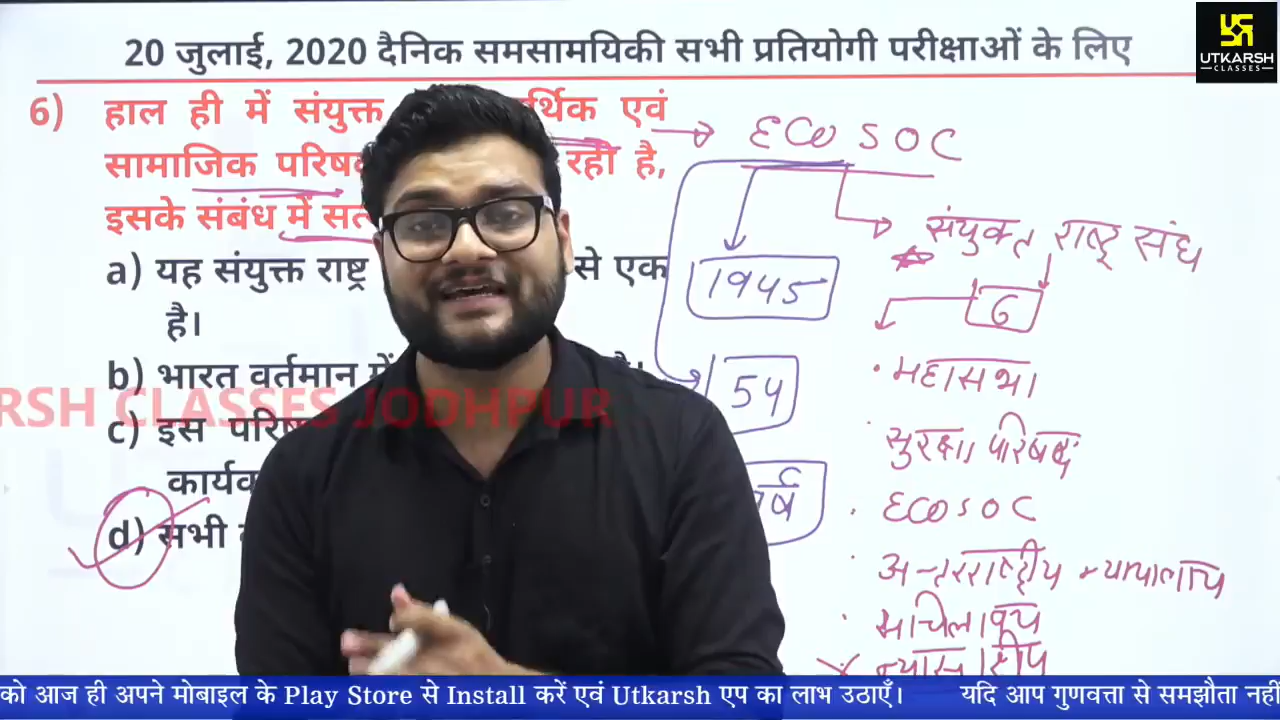 20 जुलाई, 2020 दैनिक समसामयिकी सभी प्रतियोगी परीक्षाओं के लिए
UTKARSH
CLASSES
6) हाल ही में संयुक्त र्थिक एवं
सामाजिक परिष रही है,
इसके संबंध में सत
a) यह संयुक्त राष्ट्र से एक
है।
b) भारत वर्तमान में है।
c) इस परिष
कार्यक
d) सभी
ECOSOC
संयुक्त राष्ट्र संघ
1945
6
54
र्ष
महासभा
सुरक्षा परिषद
ECOSOC
अन्तरराष्ट्रीय न्यायालय
सचिवालय
RSH CLASSES JODHPUR
को आज ही अपने मोबाइल के Play Store से Install करें एवं Utkarsh एप का लाभ उठाएँ। यदि आप गुणवत्ता से समझौता नहीं